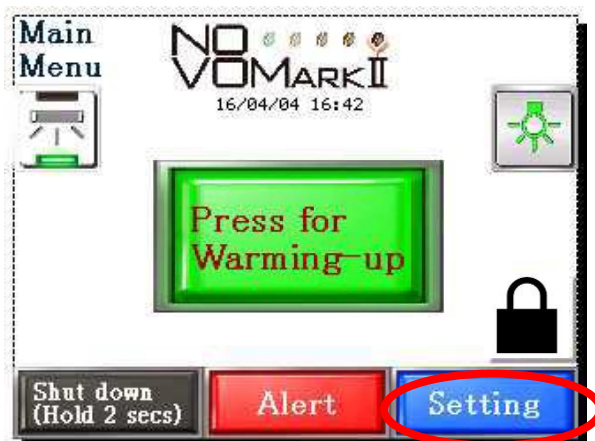 Main
Menu
NO
VOMARKII
16/04/04 16:42
Press for
Warming-up
Shut down
(Hold 2 secs)
Alert
Setting